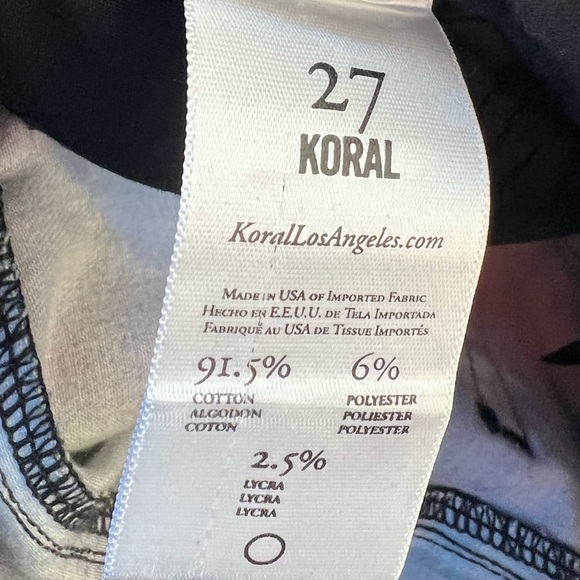 27
KORAL
KoralLosAngeles.com
Made in USA of Imported Fabric
Hecho en E.E.U.U. de Tela Importada
Fabriqué au USA de Tissue Importés
91.5% 6%
COTTON POLYESTER
ALGODON POLIESTER
COTON POLYESTER
2.5%
LYCRA
LYCRA
LYCRA